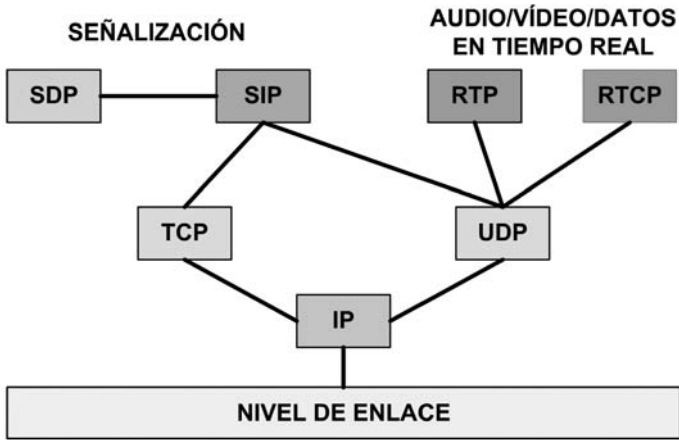 SEÑALIZACIÓN
AUDIO/VÍDEO/DATOS
EN TIEMPO REAL
SDP
SIP
RTP
RTCP
TCP
UDP
IP
NIVEL DE ENLACE